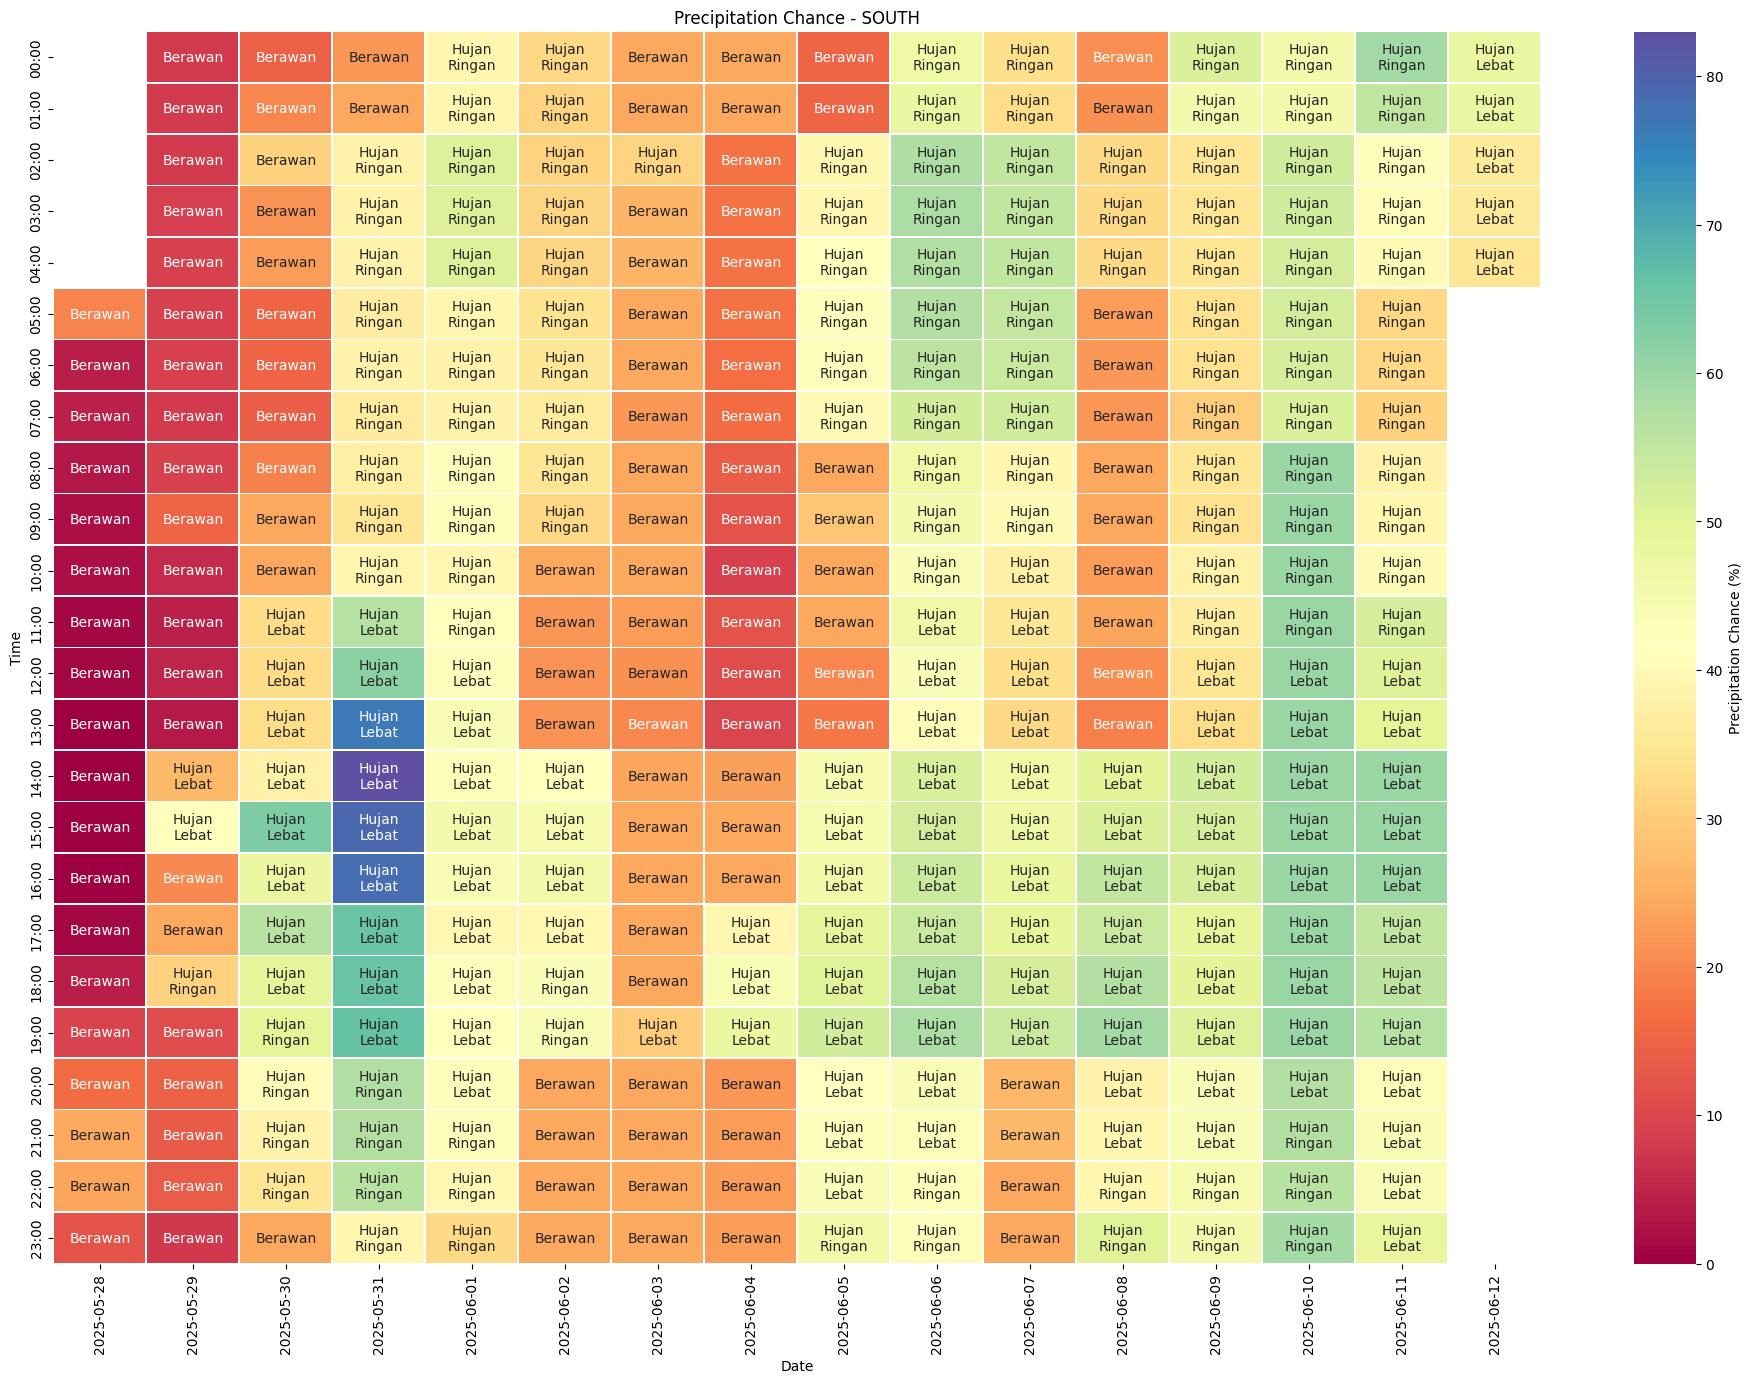 Precipitation Chance - SOUTH
00:00 Berawan Berawan Berawan Hujan Ringan Hujan Ringan Berawan Berawan Berawan Hujan Ringan Hujan Ringan Berawan Hujan Ringan Hujan Ringan Hujan Ringan Hujan Lebat
01:00 Berawan Berawan Berawan Hujan Ringan Hujan Ringan Berawan Berawan Berawan Hujan Ringan Hujan Ringan Berawan Hujan Ringan Hujan Ringan Hujan Ringan Hujan Lebat
02:00 Berawan Berawan Hujan Ringan Hujan Ringan Hujan Ringan Hujan Ringan Berawan Hujan Ringan Hujan Ringan Hujan Ringan Hujan Ringan Hujan Ringan Hujan Ringan Hujan Ringan Hujan Lebat
03:00 Berawan Berawan Hujan Ringan Hujan Ringan Hujan Ringan Berawan Berawan Hujan Ringan Hujan Ringan Hujan Ringan Hujan Ringan Hujan Ringan Hujan Ringan Hujan Ringan Hujan Lebat
04:00 Berawan Berawan Hujan Ringan Hujan Ringan Hujan Ringan Berawan Berawan Hujan Ringan Hujan Ringan Hujan Ringan Hujan Ringan Hujan Ringan Hujan Ringan Hujan Ringan Hujan Lebat
05:00 Berawan Berawan Berawan Hujan Ringan Hujan Ringan Hujan Ringan Berawan Berawan Hujan Ringan Hujan Ringan Hujan Ringan Berawan Hujan Ringan Hujan Ringan Hujan Ringan
06:00 Berawan Berawan Berawan Hujan Ringan Hujan Ringan Hujan Ringan Berawan Berawan Hujan Ringan Hujan Ringan Hujan Ringan Berawan Hujan Ringan Hujan Ringan Hujan Ringan
07:00 Berawan Berawan Berawan Hujan Ringan Hujan Ringan Hujan Ringan Berawan Berawan Hujan Ringan Hujan Ringan Hujan Ringan Berawan Hujan Ringan Hujan Ringan Hujan Ringan
08:00 Berawan Berawan Berawan Hujan Ringan Hujan Ringan Hujan Ringan Berawan Berawan Berawan Hujan Ringan Hujan Ringan Berawan Hujan Ringan Hujan Ringan Hujan Ringan
09:00 Berawan Berawan Berawan Hujan Ringan Hujan Ringan Hujan Ringan Berawan Berawan Berawan Hujan Ringan Hujan Ringan Berawan Hujan Ringan Hujan Ringan Hujan Ringan
10:00 Berawan Berawan Berawan Hujan Ringan Hujan Ringan Berawan Berawan Berawan Berawan Hujan Ringan Hujan Lebat Berawan Hujan Ringan Hujan Ringan Hujan Ringan
11:00 Berawan Berawan Hujan Lebat Hujan Lebat Hujan Ringan Berawan Berawan Berawan Berawan Hujan Lebat Hujan Lebat Berawan Hujan Ringan Hujan Ringan Hujan Ringan
12:00 Berawan Berawan Hujan Lebat Hujan Lebat Hujan Lebat Berawan Berawan Berawan Berawan Hujan Lebat Hujan Lebat Berawan Hujan Lebat Hujan Lebat Hujan Lebat
13:00 Berawan Berawan Hujan Lebat Hujan Lebat Hujan Lebat Berawan Berawan Berawan Berawan Hujan Lebat Hujan Lebat Berawan Hujan Lebat Hujan Lebat Hujan Lebat
14:00 Berawan Hujan Lebat Hujan Lebat Hujan Lebat Hujan Lebat Hujan Lebat Berawan Berawan Hujan Lebat Hujan Lebat Hujan Lebat Hujan Lebat Hujan Lebat Hujan Lebat Hujan Lebat
15:00 Berawan Hujan Lebat Hujan Lebat Hujan Lebat Hujan Lebat Hujan Lebat Berawan Berawan Hujan Lebat Hujan Lebat Hujan Lebat Hujan Lebat Hujan Lebat Hujan Lebat Hujan Lebat
16:00 Berawan Berawan Hujan Lebat Hujan Lebat Hujan Lebat Hujan Lebat Berawan Berawan Hujan Lebat Hujan Lebat Hujan Lebat Hujan Lebat Hujan Lebat Hujan Lebat Hujan Lebat
17:00 Berawan Berawan Hujan Lebat Hujan Lebat Hujan Lebat Hujan Lebat Berawan Hujan Lebat Hujan Lebat Hujan Lebat Hujan Lebat Hujan Lebat Hujan Lebat Hujan Lebat Hujan Lebat
18:00 Berawan Hujan Ringan Hujan Lebat Hujan Lebat Hujan Lebat Hujan Ringan Berawan Hujan Lebat Hujan Lebat Hujan Lebat Hujan Lebat Hujan Lebat Hujan Lebat Hujan Lebat Hujan Lebat
19:00 Berawan Berawan Hujan Ringan Hujan Lebat Hujan Lebat Hujan Ringan Hujan Lebat Hujan Lebat Hujan Lebat Hujan Lebat Hujan Lebat Hujan Lebat Hujan Lebat Hujan Lebat Hujan Lebat
20:00 Berawan Berawan Hujan Ringan Hujan Ringan Hujan Lebat Berawan Berawan Berawan Hujan Lebat Hujan Lebat Berawan Hujan Lebat Hujan Lebat Hujan Lebat Hujan Lebat
21:00 Berawan Berawan Hujan Ringan Hujan Ringan Hujan Ringan Berawan Berawan Berawan Hujan Lebat Hujan Lebat Berawan Hujan Lebat Hujan Lebat Hujan Ringan Hujan Lebat
22:00 Berawan Berawan Hujan Ringan Hujan Ringan Hujan Ringan Berawan Berawan Berawan Hujan Lebat Hujan Ringan Berawan Hujan Ringan Hujan Ringan Hujan Ringan Hujan Lebat
23:00 Berawan Berawan Berawan Hujan Ringan Hujan Ringan Berawan Berawan Berawan Hujan Ringan Hujan Ringan Berawan Hujan Ringan Hujan Ringan Hujan Ringan Hujan Lebat
Time
2025-05-28 2025-05-29 2025-05-30 2025-05-31 2025-06-01 2025-06-02 2025-06-03 2025-06-04 2025-06-05 2025-06-06 2025-06-07 2025-06-08 2025-06-09 2025-06-10 2025-06-11 2025-06-12
Date
80
70
60
50
40
30
20
10
0
Precipitation Chance (%)